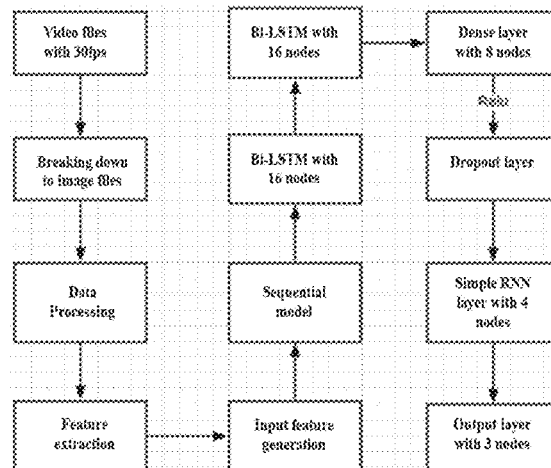 Video files
with 30fps
Breaking down
to image files
Data
Processing
Feature
extraction
Input feature
generation
Sequential
model
Bi-LSTM with
16 nodes
Bi-LSTM with
16 nodes
Dense layer
with 8 nodes
Relu
Dropout layer
Simple RNN
layer with 4
nodes
Output layer
with 3 nodes